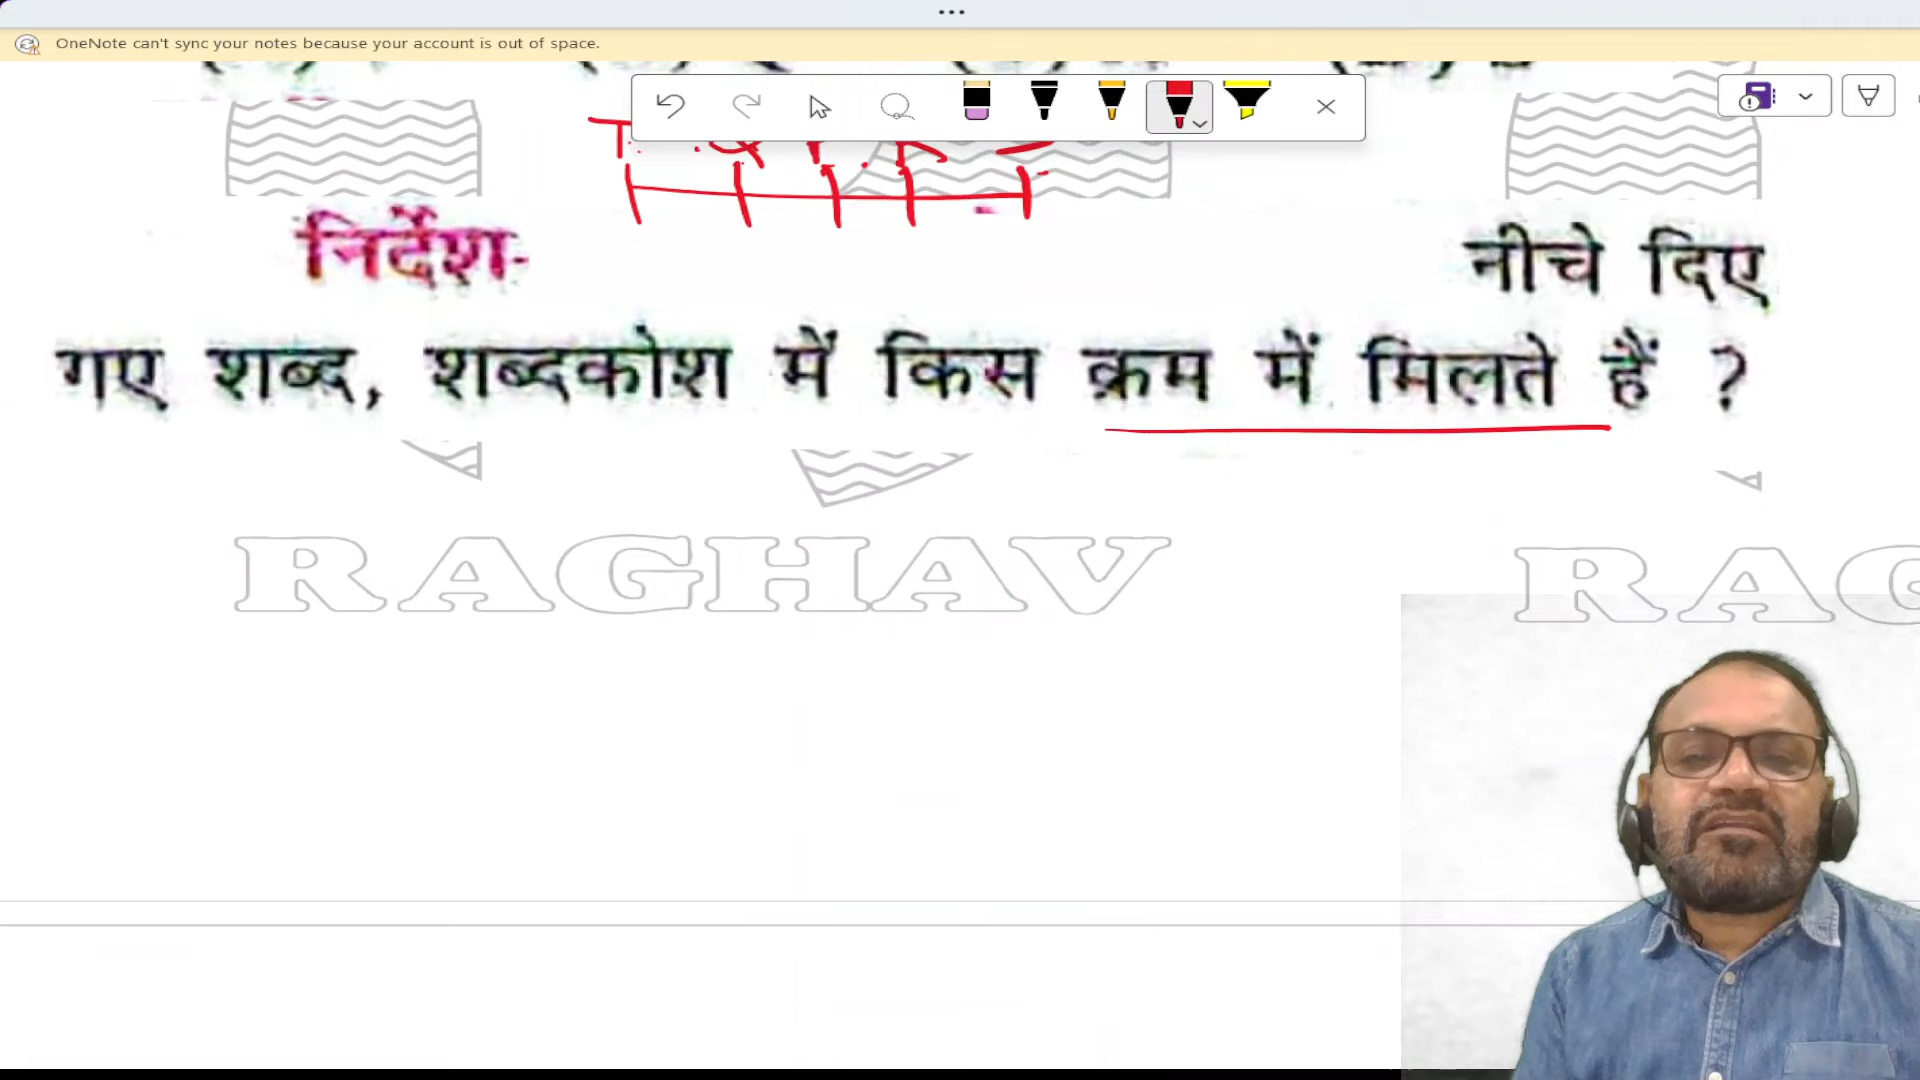 ...
OneNote can't sync your notes because your account is out of space.
निर्देश- नीचे दिए
गए शब्द, शब्दकोश में किस क्रम में मिलते हैं ?
RAGHAV